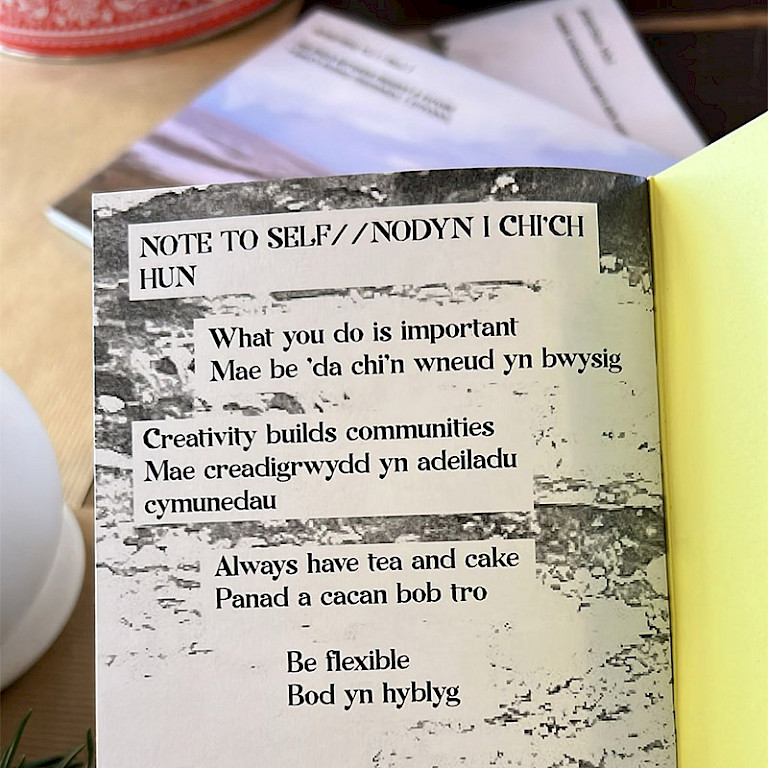 NOTE TO SELF//NODYN I CHI'CH
HUN
What you do is important
Mae be 'da chi'n wneud yn bwysig
Creativity builds communities
Mae creadigrwydd yn adeiladu
cymunedau
Always have tea and cake
Panad a cacan bob tro
Be flexible
Bod yn hyblyg